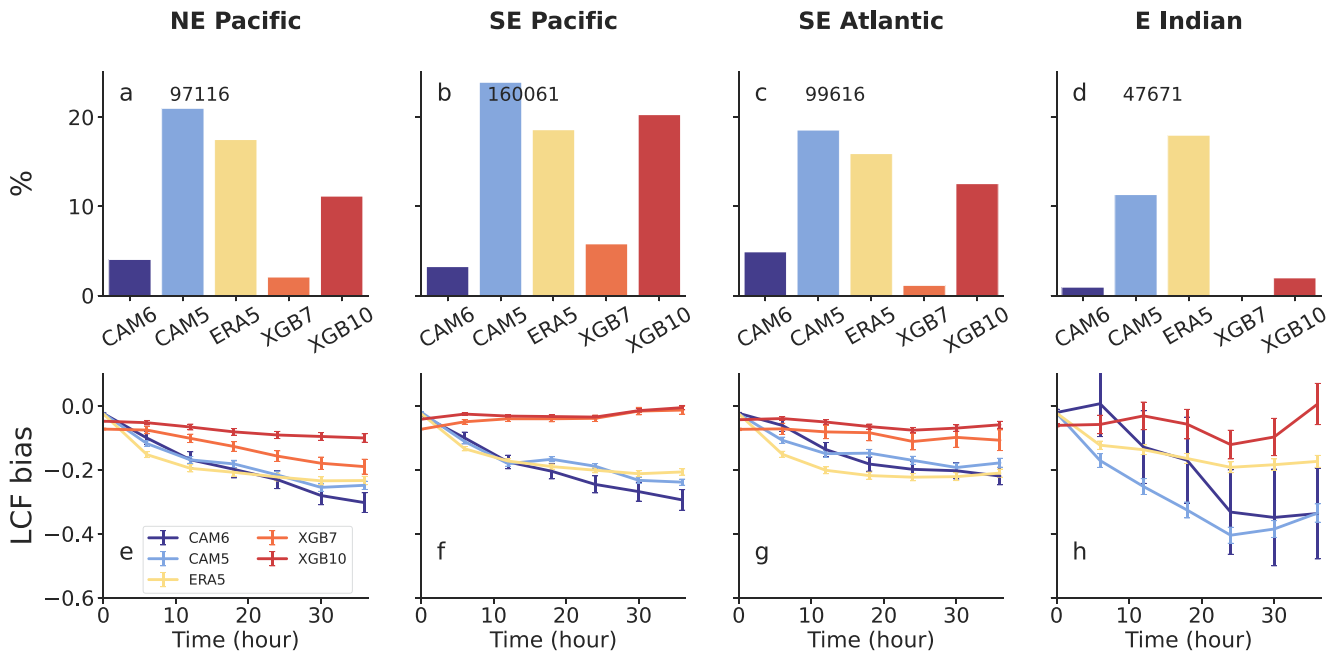 NE Pacific
SE Pacific
SE Atlantic
E Indian
%
20
10
0
a
97116
b
160061
c
99616
d
47671
CAM6
CAM5
ERA5
XGB7
XGB10
CAM6
CAM5
ERA5
XGB7
XGB10
CAM6
CAM5
ERA5
XGB7
XGB10
CAM6
CAM5
ERA5
XGB7
XGB10
LCF bias
0.0
−0.2
−0.4
−0.6
e
CAM6
CAM5
ERA5
XGB7
XGB10
f
g
h
0 10 20 30
0 10 20 30
0 10 20 30
0 10 20 30
Time (hour)
Time (hour)
Time (hour)
Time (hour)